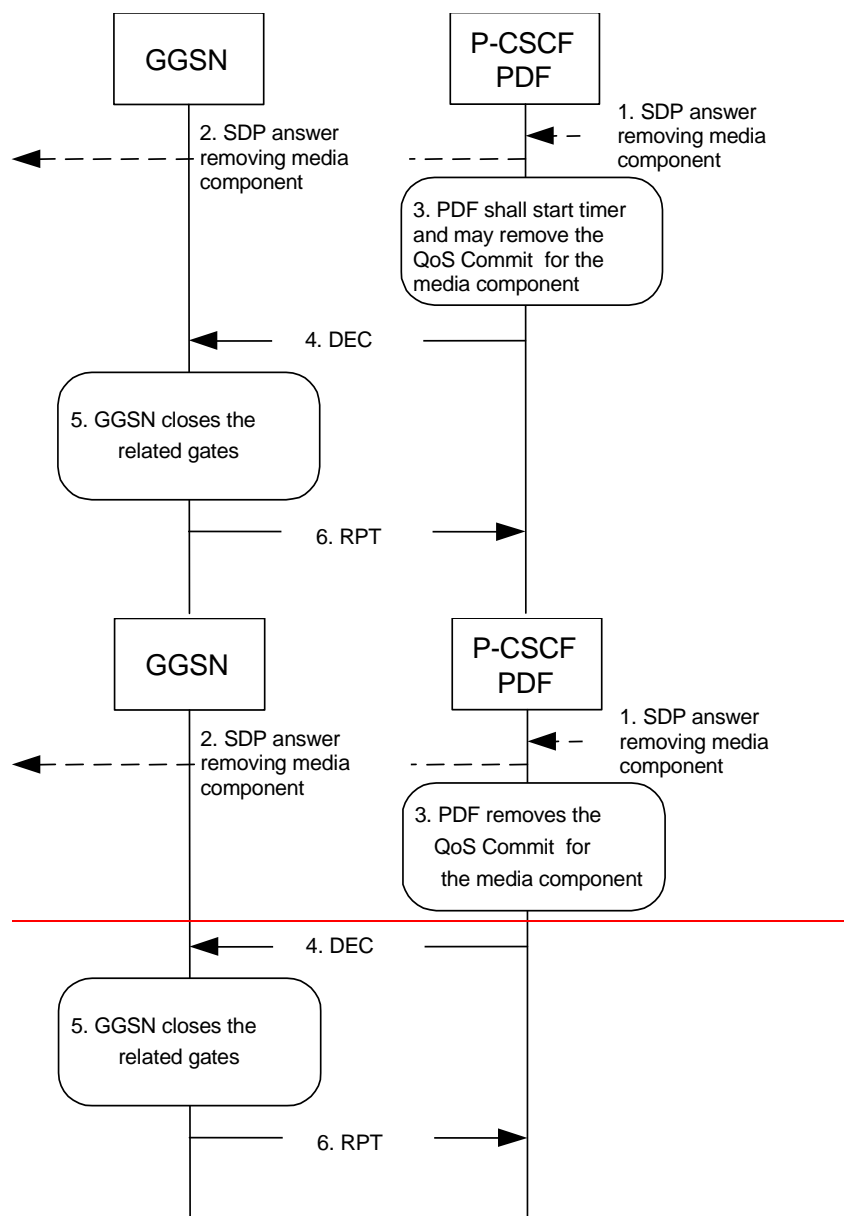 GGSN
P-CSCF
PDF
1. SDP answer
removing media
component
2. SDP answer
removing media
component
3. PDF shall start timer
and may remove the
QoS Commit for the
media component
4. DEC
5. GGSN closes the
related gates
6. RPT
GGSN
P-CSCF
PDF
1. SDP answer
removing media
component
2. SDP answer
removing media
component
3. PDF removes the
QoS Commit for
the media component
4. DEC
5. GGSN closes the
related gates
6. RPT